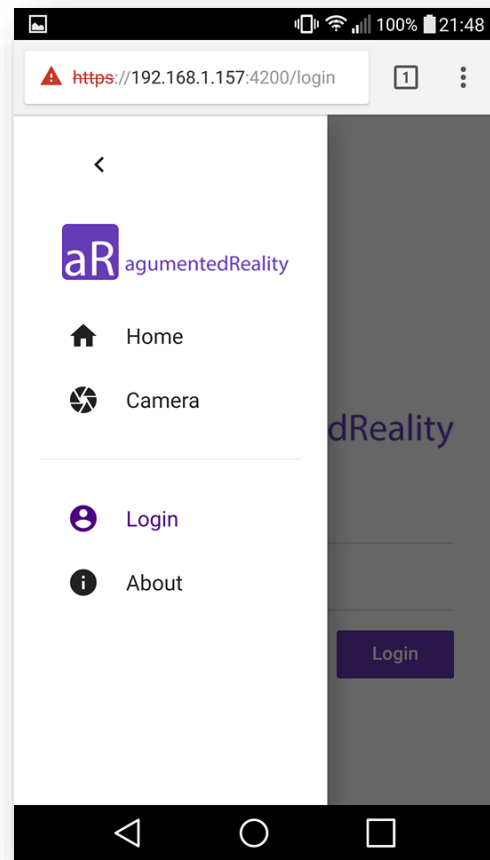 100% 21:48
https://192.168.1.157:4200/login
1
aR agumentedReality
Home
Camera
dReality
Login
About
Login